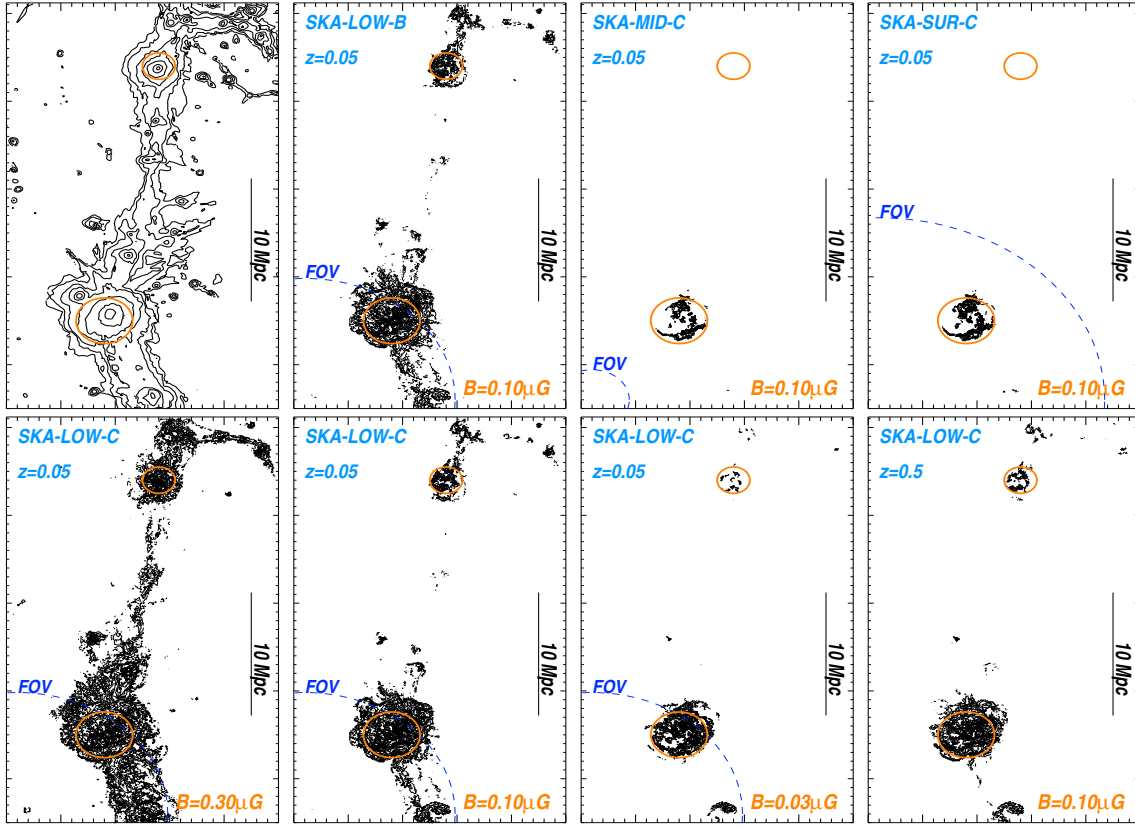 SKA-LOW-B
z=0.05
10 Mpc
FOV
B=0.10μG
SKA-MID-C
z=0.05
10 Mpc
FOV
B=0.10μG
SKA-SUR-C
z=0.05
10 Mpc
FOV
B=0.10μG
10 Mpc
SKA-LOW-C
z=0.05
10 Mpc
FOV
B=0.30μG
SKA-LOW-C
z=0.05
10 Mpc
FOV
B=0.10μG
SKA-LOW-C
z=0.05
10 Mpc
FOV
B=0.03μG
SKA-LOW-C
z=0.5
10 Mpc
B=0.10μG